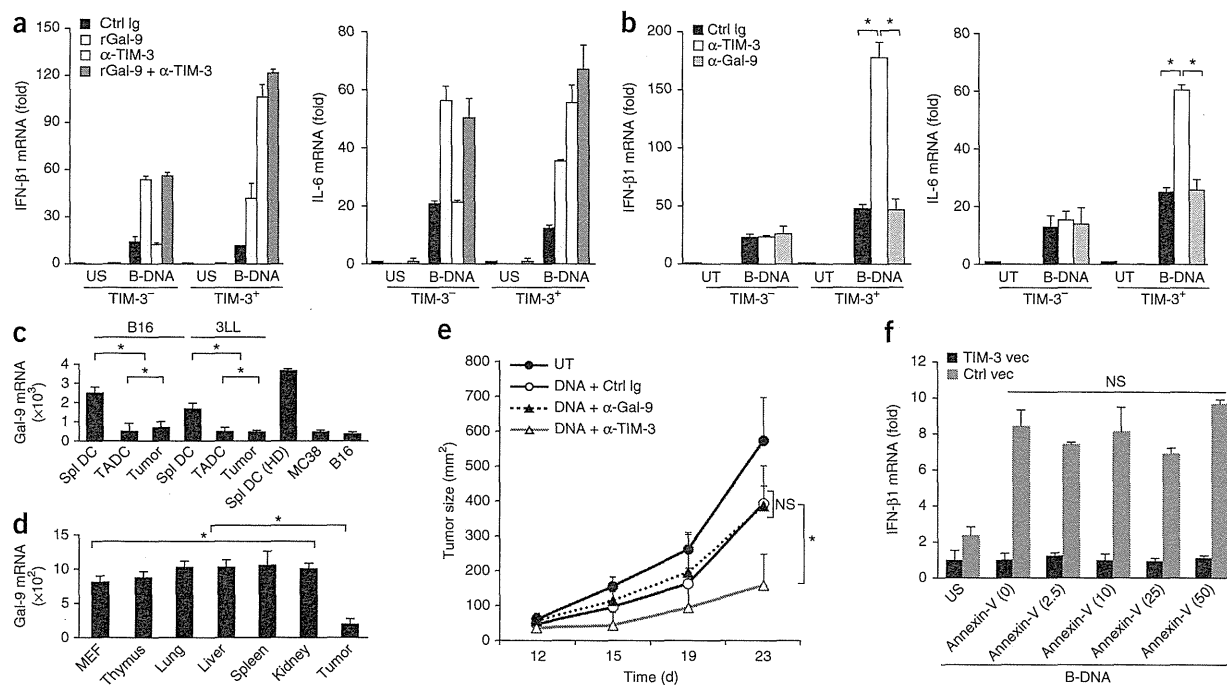 a
IFN-β1 mRNA (fold)
150
120
90
60
30
0
Ctrl Ig
rGal-9
α-TIM-3
rGal-9 + α-TIM-3
US
B-DNA
US
B-DNA
TIM-3⁻
TIM-3⁺
IL-6 mRNA (fold)
80
60
40
20
0
US
B-DNA
US
B-DNA
TIM-3⁻
TIM-3⁺
b
IFN-β1 mRNA (fold)
200
150
100
50
0
Ctrl Ig
α-TIM-3
α-Gal-9
* *
UT
B-DNA
UT
B-DNA
TIM-3⁻
TIM-3⁺
IL-6 mRNA (fold)
80
60
40
20
0
* *
UT
B-DNA
UT
B-DNA
TIM-3⁻
TIM-3⁺
c
B16
3LL
Gal-9 mRNA
(×10³)
4
3
2
1
0
*
*
*
*
Spl DC
TADC
Tumor
Spl DC
TADC
Tumor
Spl DC (HD)
MC38
B16
d
Gal-9 mRNA
(×10²)
15
10
5
0
*
*
MEF
Thymus
Lung
Liver
Spleen
Kidney
Tumor
e
Tumor size (mm²)
800
700
600
500
400
300
200
100
0
UT
DNA + Ctrl Ig
DNA + α-Gal-9
DNA + α-TIM-3
NS
*
12
15
19
23
Time (d)
f
IFN-β1 mRNA (fold)
12
10
8
6
4
2
0
TIM-3 vec
Ctrl vec
NS
US
Annexin-V (0)
Annexin-V (2.5)
Annexin-V (10)
Annexin-V (25)
Annexin-V (50)
B-DNA